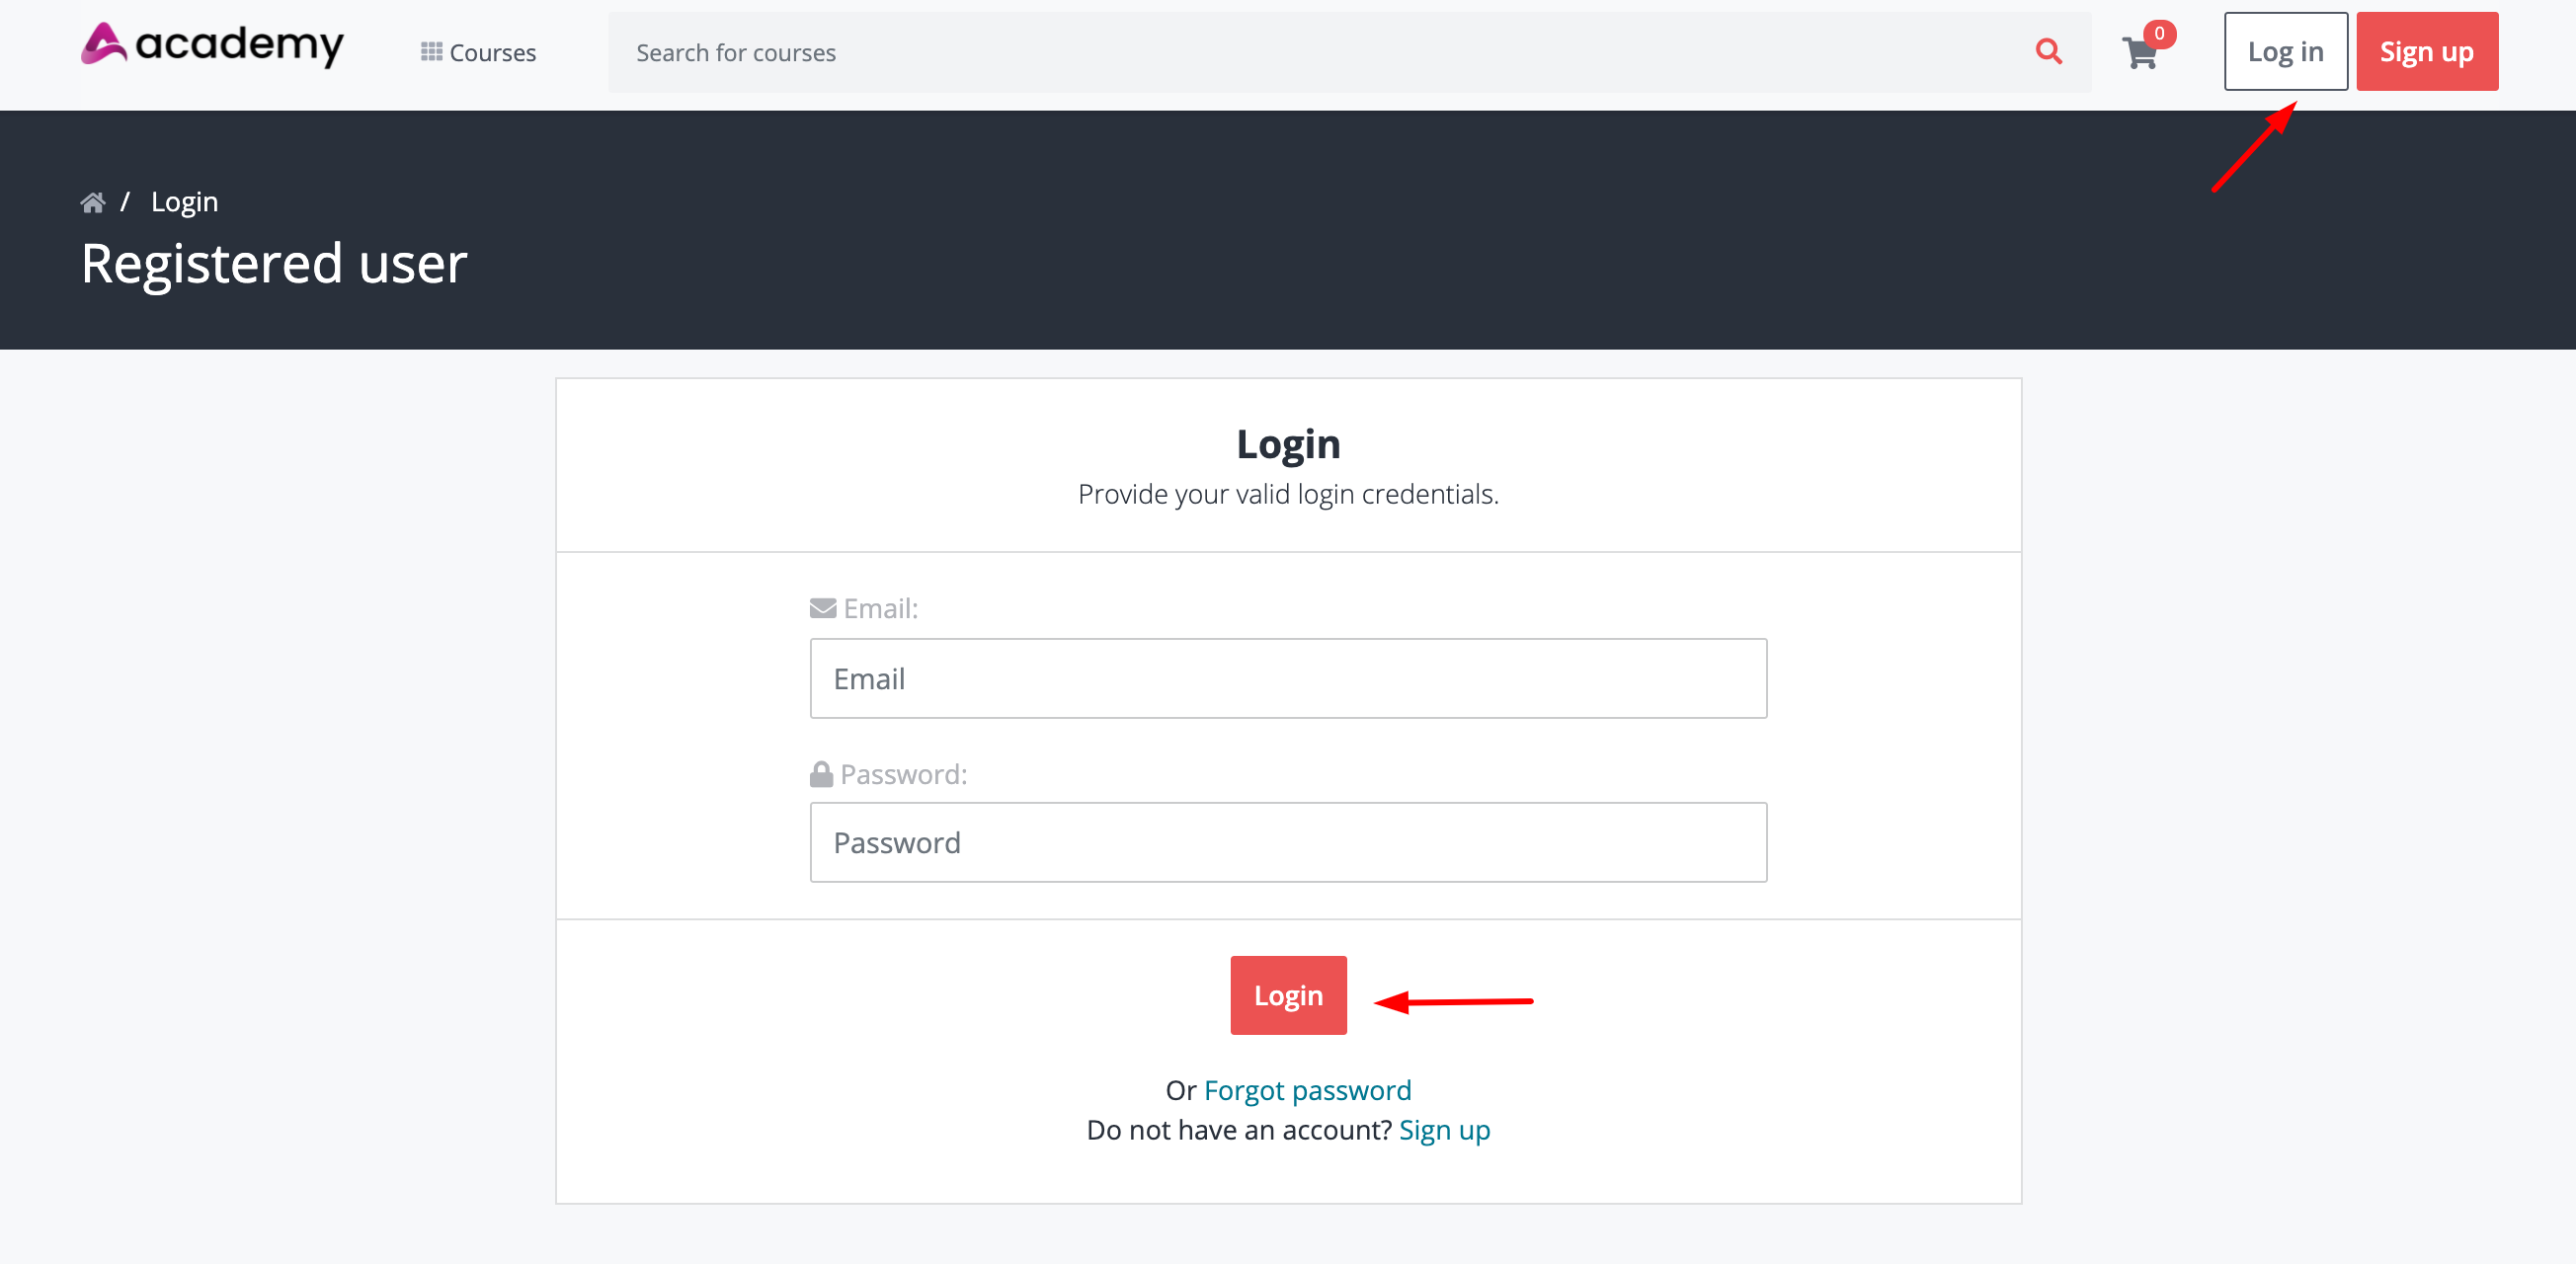 academy
Courses
Search for courses
0
Log in
Sign up
/ Login
Registered user
Login
Provide your valid login credentials.
Email:
Email
Password:
Password
Login
Or Forgot password
Do not have an account? Sign up